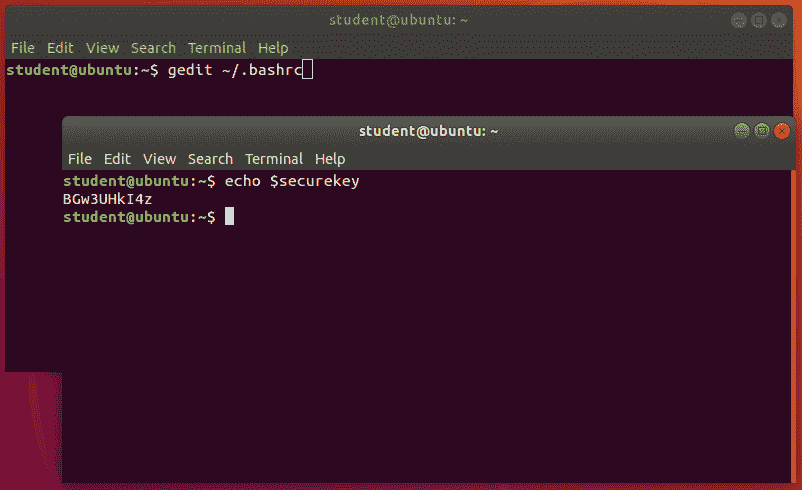 student@ubuntu: ~
File Edit View Search Terminal Help
student@ubuntu:~$ gedit ~/.bashrc
student@ubuntu: ~
File Edit View Search Terminal Help
student@ubuntu:~$ echo $securekey
BGw3UHkI4z
student@ubuntu:~$